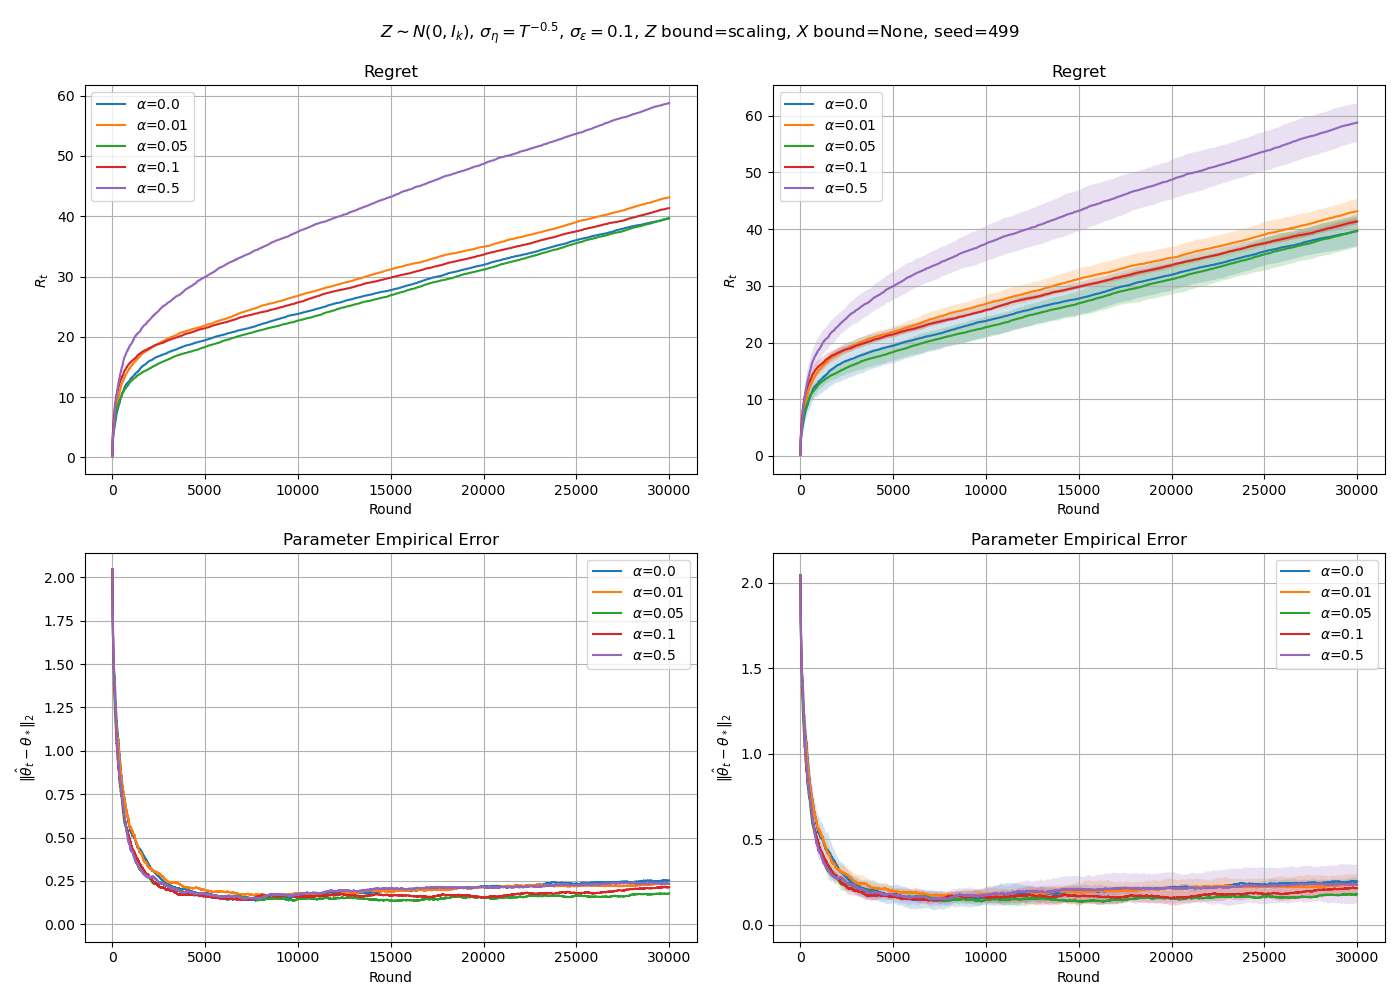 Z ∼ N(0, I_k), σ_η = T^{−0.5}, σ_ε = 0.1, Z bound=scaling, X bound=None, seed=499
Regret
R_t
60
50
40
30
20
10
0
α=0.0
α=0.01
α=0.05
α=0.1
α=0.5
0 5000 10000 15000 20000 25000 30000
Round
Regret
R_t
60
50
40
30
20
10
0
α=0.0
α=0.01
α=0.05
α=0.1
α=0.5
0 5000 10000 15000 20000 25000 30000
Round
Parameter Empirical Error
‖θ̂_t − θ_*‖_2
2.00
1.75
1.50
1.25
1.00
0.75
0.50
0.25
0.00
α=0.0
α=0.01
α=0.05
α=0.1
α=0.5
0 5000 10000 15000 20000 25000 30000
Round
Parameter Empirical Error
‖θ̂_t − θ_*‖_2
2.0
1.5
1.0
0.5
0.0
α=0.0
α=0.01
α=0.05
α=0.1
α=0.5
0 5000 10000 15000 20000 25000 30000
Round